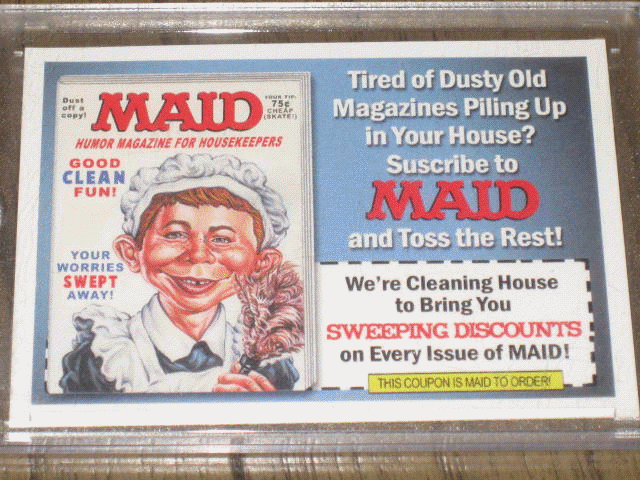 Dust
off a
copy!
MAID
YOUR TIP:
75¢
CHEAP
(SKATE!)
HUMOR MAGAZINE FOR HOUSEKEEPERS
GOOD
CLEAN
FUN!
YOUR
WORRIES
SWEPT
AWAY!
Tired of Dusty Old
Magazines Piling Up
in Your House?
Suscribe to
MAID
and Toss the Rest!
We're Cleaning House
to Bring You
SWEEPING DISCOUNTS
on Every Issue of MAID!
THIS COUPON IS MAID TO ORDER!